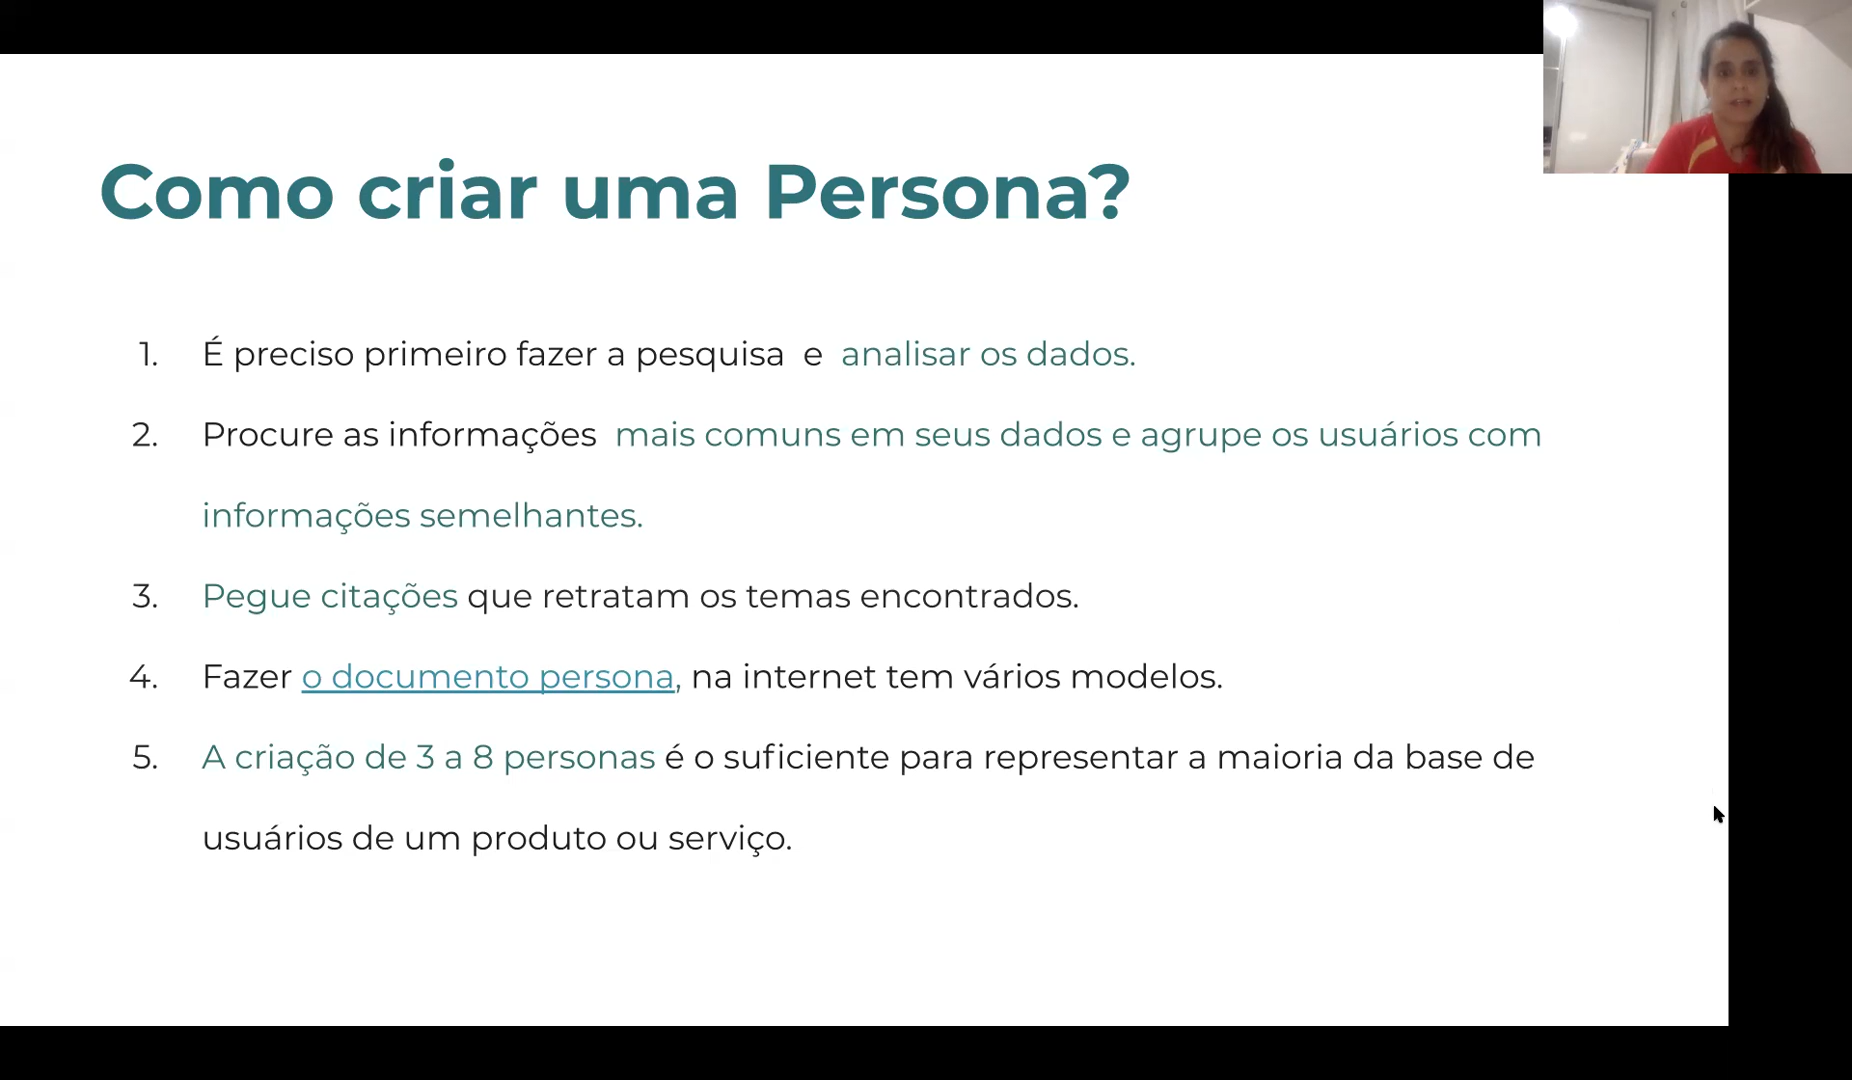 Como criar uma Persona?
1. É preciso primeiro fazer a pesquisa e analisar os dados.
2. Procure as informações mais comuns em seus dados e agrupe os usuários com
informações semelhantes.
3. Pegue citações que retratam os temas encontrados.
4. Fazer o documento persona, na internet tem vários modelos.
5. A criação de 3 a 8 personas é o suficiente para representar a maioria da base de
usuários de um produto ou serviço.